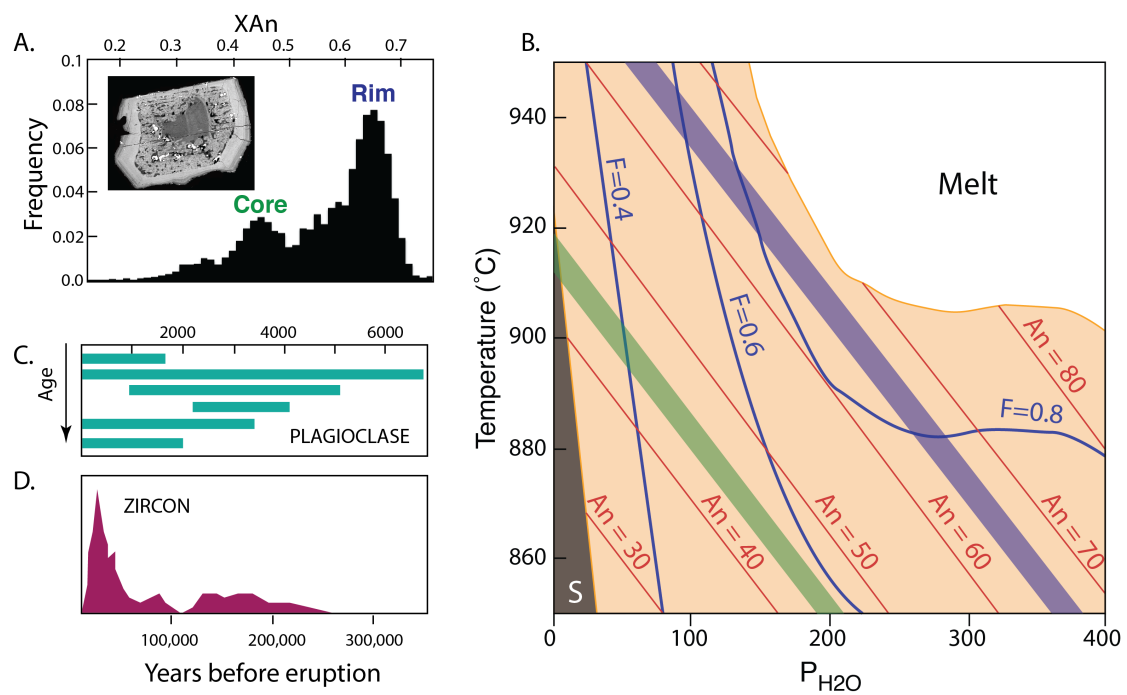 A.
XAn
0.2 0.3 0.4 0.5 0.6 0.7
0.1
0.08
0.06
0.04
0.02
0.0
Frequency
Rim
Core
B.
940
920
900
880
860
Temperature (˚C)
Melt
F=0.4
F=0.6
F=0.8
An = 80
An = 30
An = 40
An = 50
An = 60
An = 70
S
0 100 200 300 400
PH2O
C.
2000 4000 6000
Age
PLAGIOCLASE
D.
ZIRCON
100,000 200,000 300,000
Years before eruption